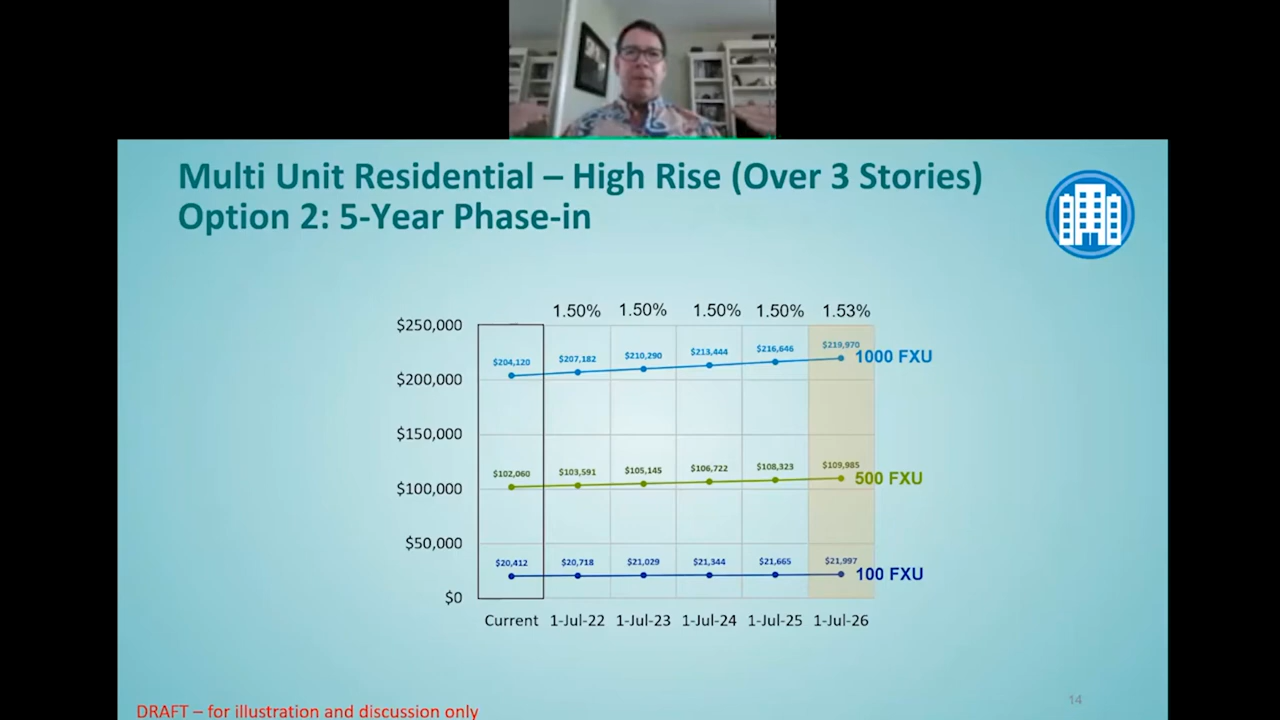 Multi Unit Residential – High Rise (Over 3 Stories)
Option 2: 5-Year Phase-in
1.50% 1.50% 1.50% 1.50% 1.53%
$250,000
$204,120 $207,182 $210,290 $213,444 $216,646 $219,970
1000 FXU
$200,000
$150,000
$102,060 $103,591 $105,145 $106,722 $108,323 $109,985
500 FXU
$100,000
$50,000
$20,412 $20,718 $21,029 $21,344 $21,665 $21,997
100 FXU
$0
Current 1-Jul-22 1-Jul-23 1-Jul-24 1-Jul-25 1-Jul-26
14
DRAFT – for illustration and discussion only